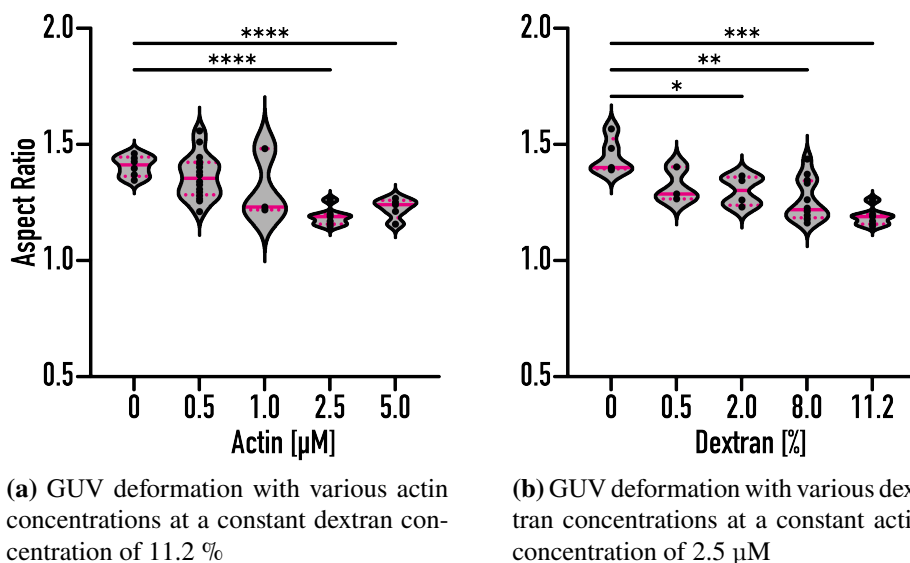 2.0
1.5
1.0
0.5
Aspect Ratio
****
****
0 0.5 1.0 2.5 5.0
Actin [µM]
2.0
1.5
1.0
0.5
***
**
*
0 0.5 2.0 8.0 11.2
Dextran [%]
(a) GUV deformation with various actin
concentrations at a constant dextran con-
centration of 11.2 %
(b) GUV deformation with various dex
tran concentrations at a constant acti
concentration of 2.5 µM